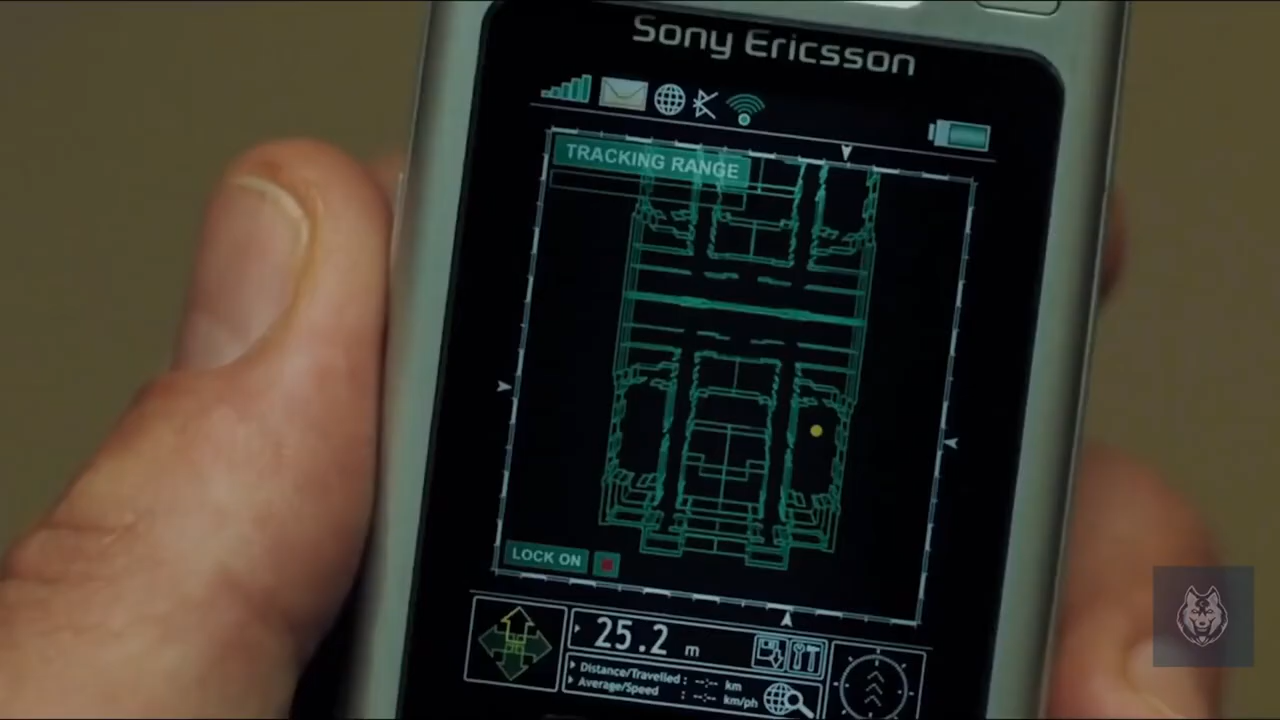 Sony Ericsson
TRACKING RANGE
LOCK ON
25.2 m
Distance/Travelled : --:-- km
Average/Speed : --:-- km/ph